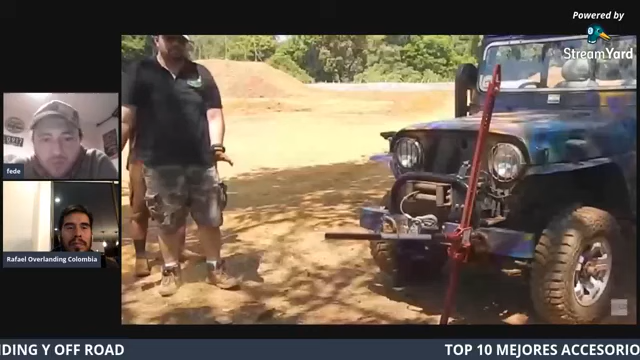 Powered by
StreamYard
fede
Rafael Overlanding Colombia
DING Y OFF ROAD
TOP 10 MEJORES ACCESORIO